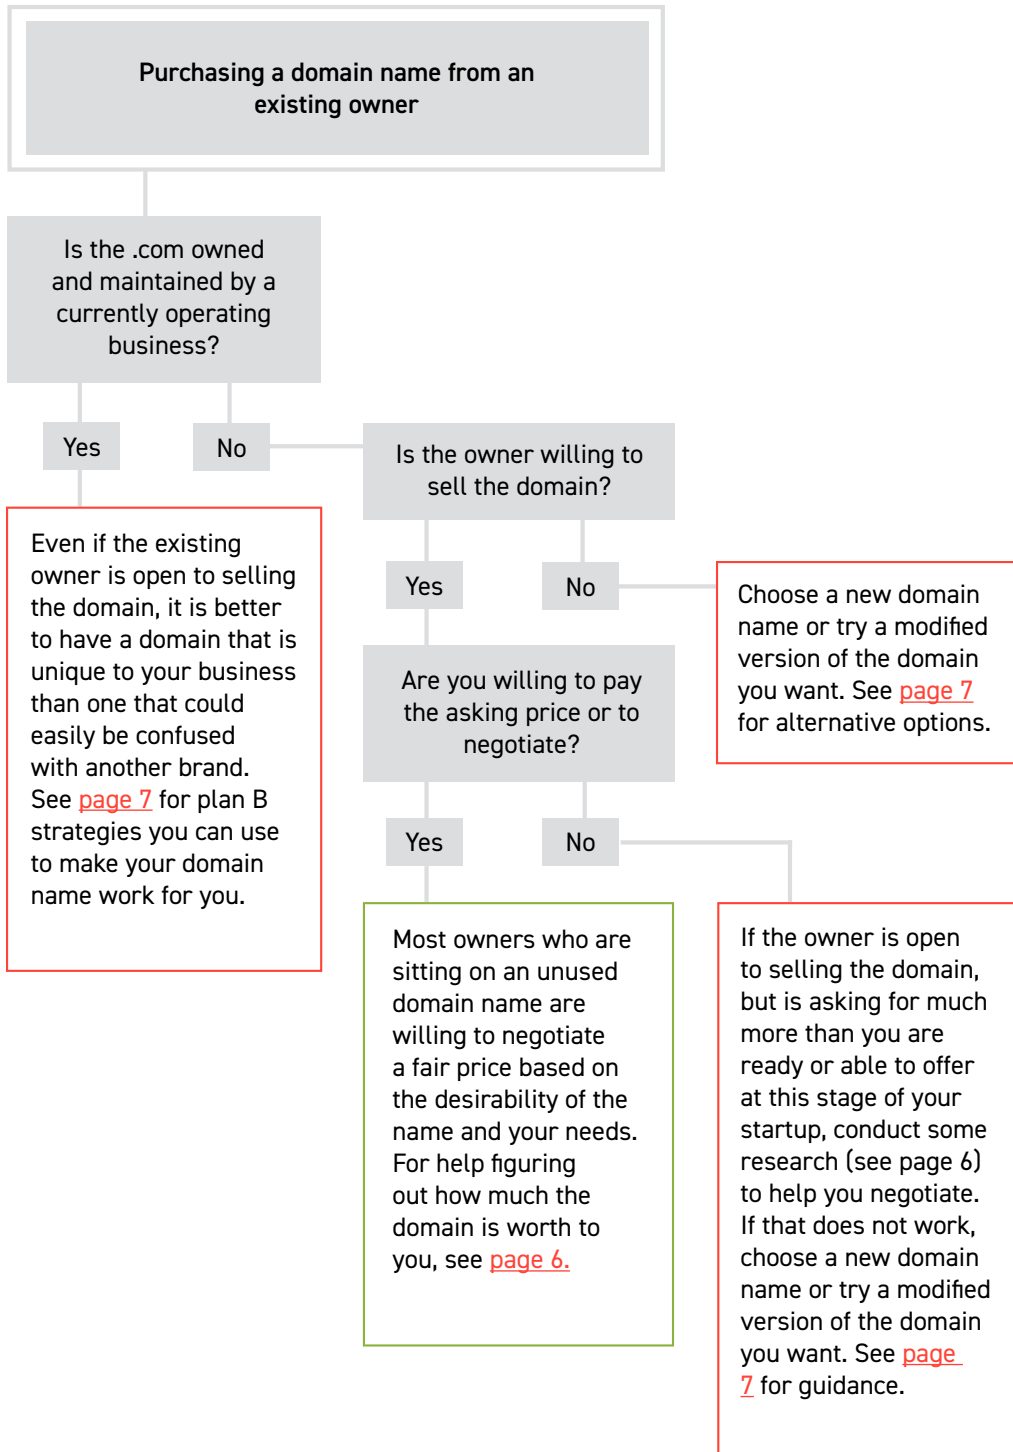 Purchasing a domain name from an
existing owner
Is the .com owned
and maintained by a
currently operating
business?
Yes
No
Is the owner willing to
sell the domain?
Even if the existing
owner is open to selling
the domain, it is better
to have a domain that is
unique to your business
than one that could
easily be confused
with another brand.
See page 7 for plan B
strategies you can use
to make your domain
name work for you.
Yes
No
Choose a new domain
name or try a modified
version of the domain
you want. See page 7
for alternative options.
Are you willing to pay
the asking price or to
negotiate?
Yes
No
Most owners who are
sitting on an unused
domain name are
willing to negotiate
a fair price based on
the desirability of the
name and your needs.
For help figuring
out how much the
domain is worth to
you, see page 6.
If the owner is open
to selling the domain,
but is asking for much
more than you are
ready or able to offer
at this stage of your
startup, conduct some
research (see page 6)
to help you negotiate.
If that does not work,
choose a new domain
name or try a modified
version of the domain
you want. See page
7 for guidance.